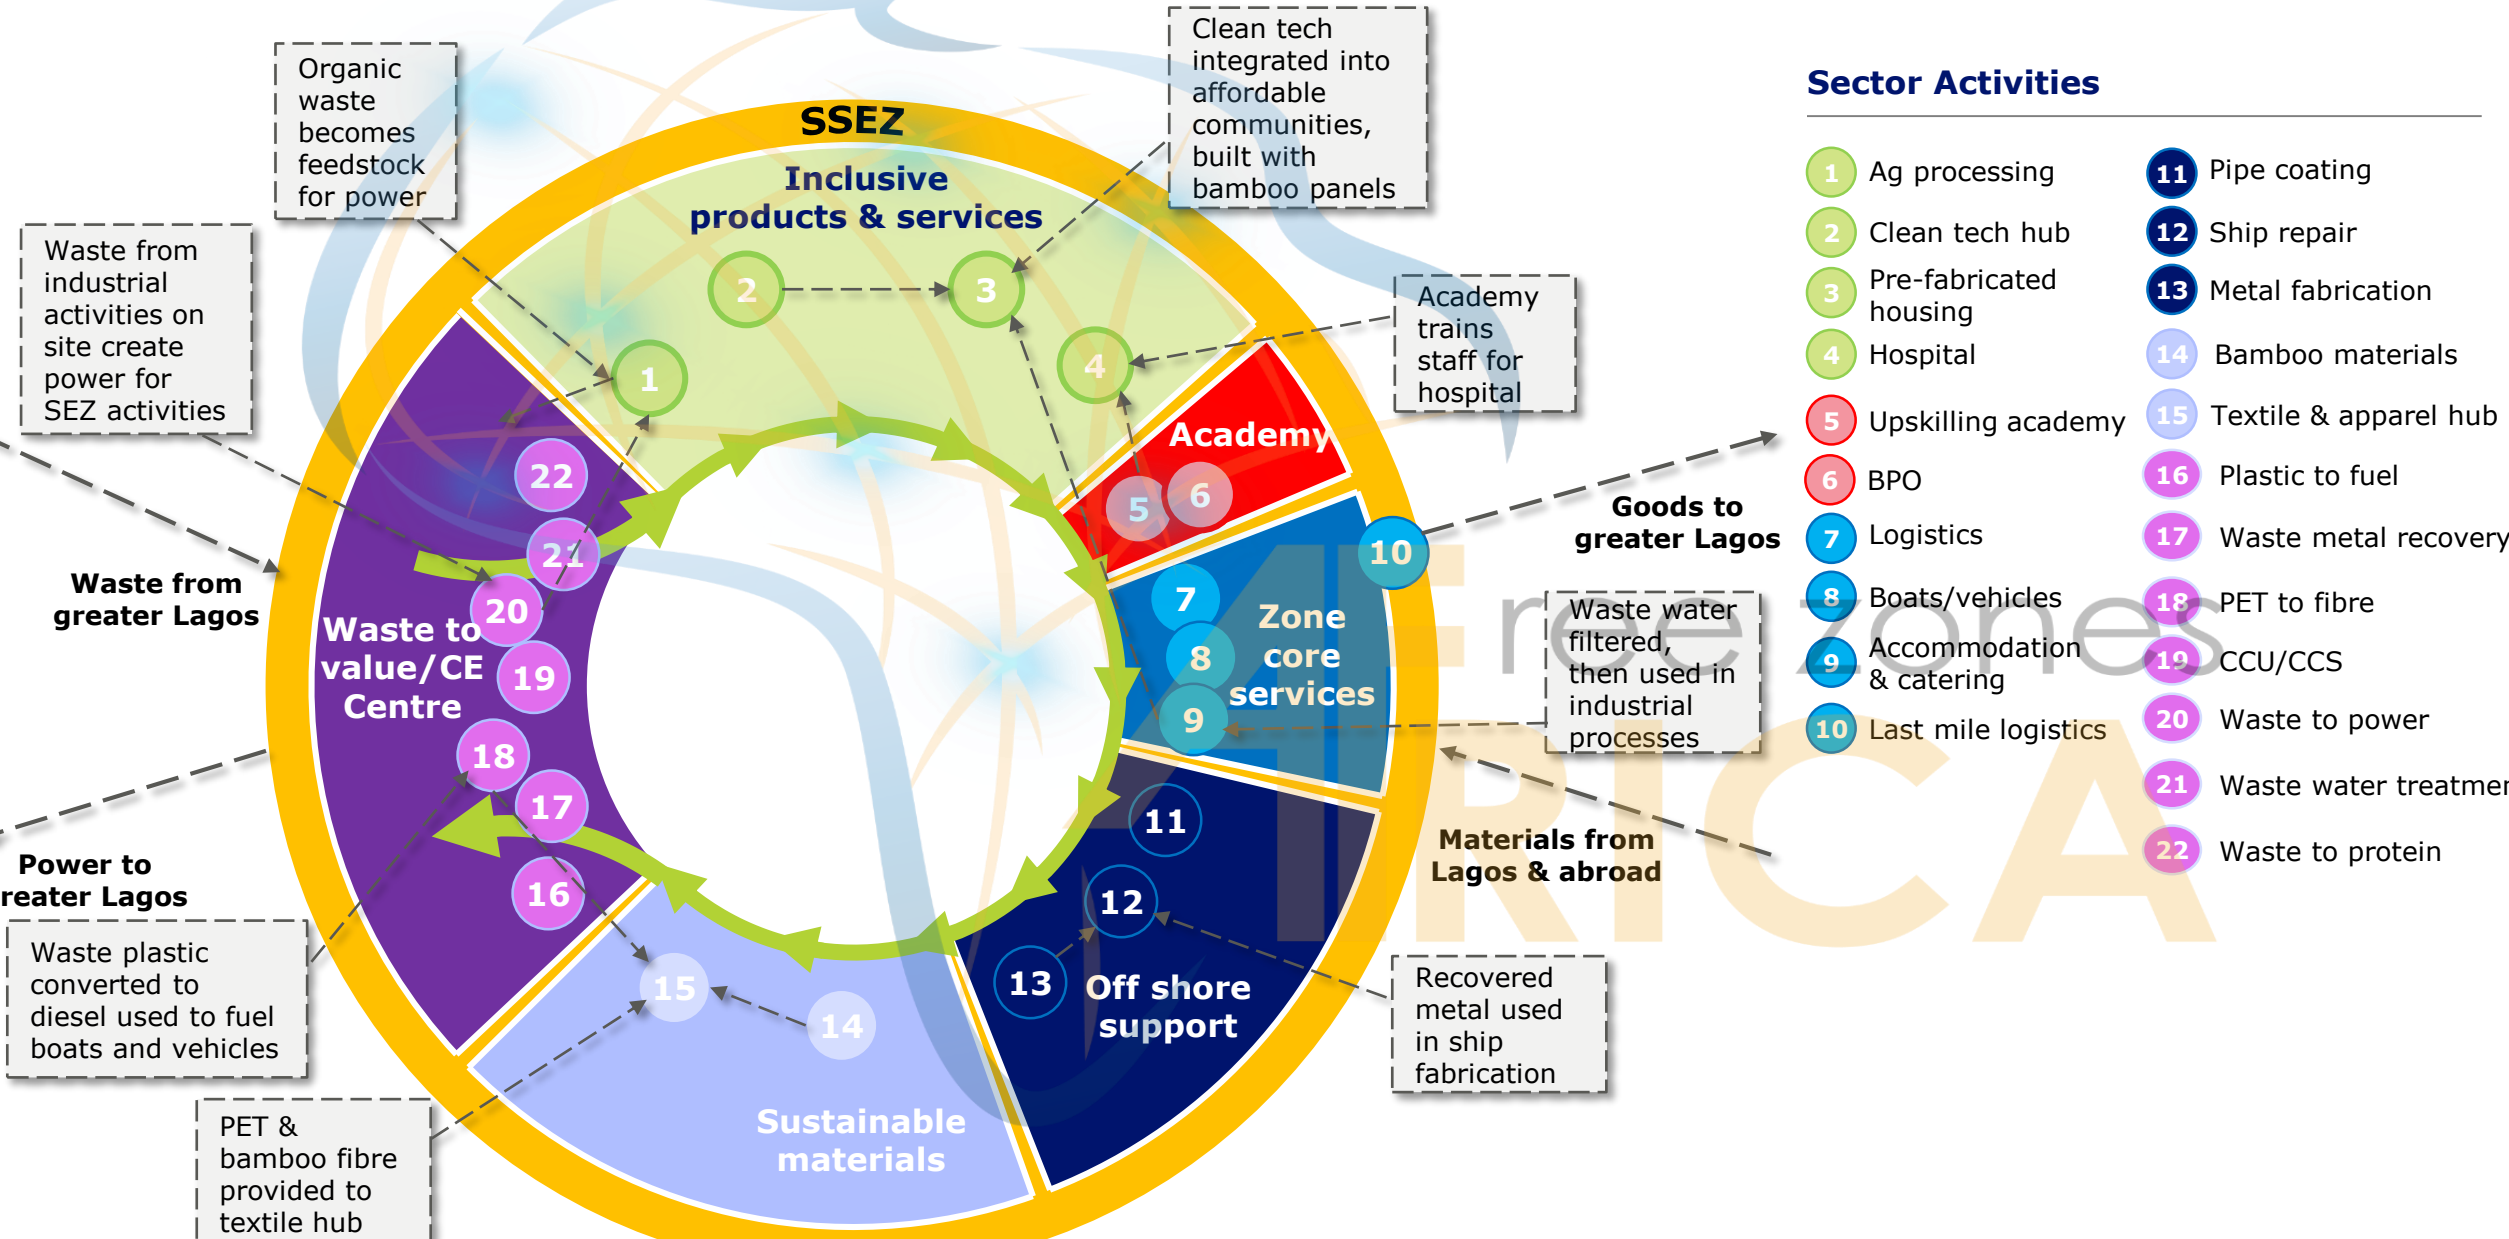 SSEZ
Inclusive
products & services
Organic
waste
becomes
feedstock
for power
Clean tech
integrated into
affordable
communities,
built with
bamboo panels
Waste from
industrial
activities on
site create
power for
SEZ activities
Academy
trains
staff for
hospital
2
3
4
1
Academy
5
6
22
21
20
19
18
17
16
Waste to
value/CE
Centre
7
8
9
10
Zone
core
services
Waste from
greater Lagos
Goods to
greater Lagos
Waste water
filtered,
then used in
industrial
processes
Power to
reater Lagos
Materials from
Lagos & abroad
11
12
13
Off shore
support
Waste plastic
converted to
diesel used to fuel
boats and vehicles
15
14
Sustainable
materials
Recovered
metal used
in ship
fabrication
PET &
bamboo fibre
provided to
textile hub
Sector Activities
1 Ag processing
2 Clean tech hub
3 Pre-fabricated
housing
4 Hospital
5 Upskilling academy
6 BPO
7 Logistics
8 Boats/vehicles
9 Accommodation
& catering
10 Last mile logistics
11 Pipe coating
12 Ship repair
13 Metal fabrication
14 Bamboo materials
15 Textile & apparel hub
16 Plastic to fuel
17 Waste metal recovery
18 PET to fibre
19 CCU/CCS
20 Waste to power
21 Waste water treatmen
22 Waste to protein
Free zones
AFRICA